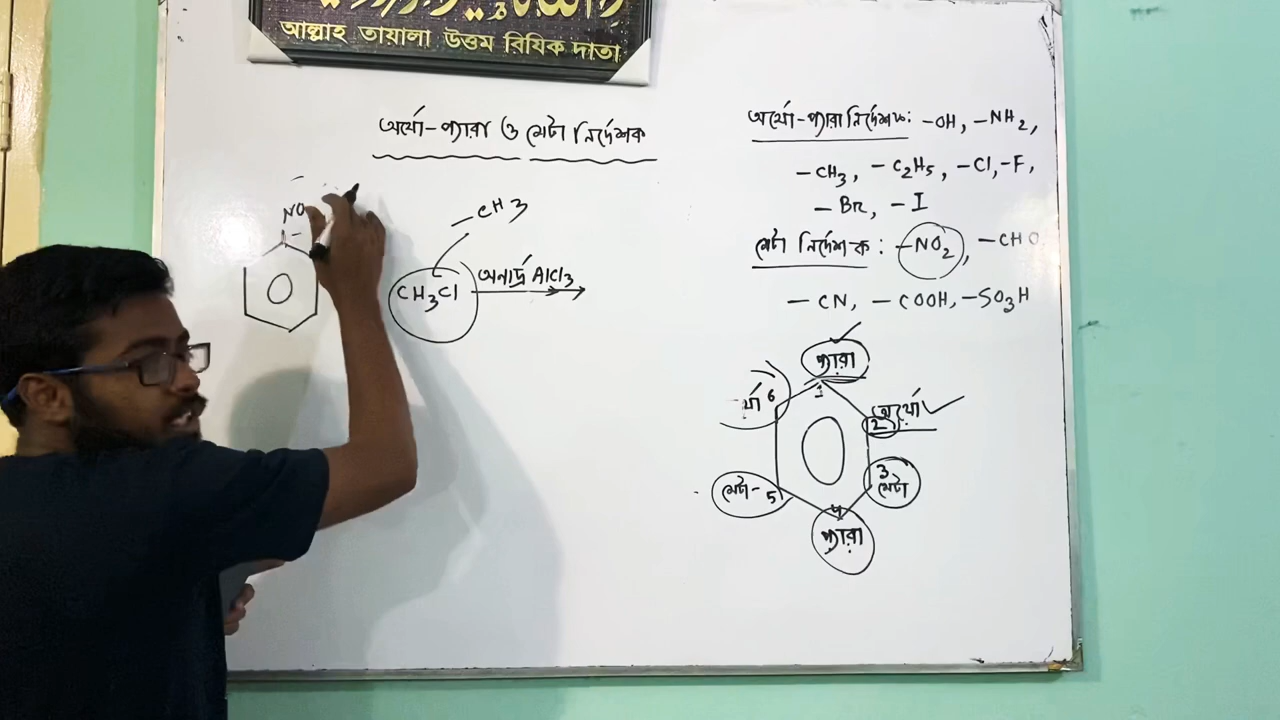 আল্লাহ তায়ালা উত্তম রিযিক দাতা
অর্থো-প্যারা ও মেটা নির্দেশক
NO
-CH3
CH3Cl
অনার্দ্র AlCl3
অর্থো-প্যারা নির্দেশক: -OH, -NH2,
-CH3, -C2H5, -Cl, -F,
-Br, -I
মেটা নির্দেশক: -NO2, -CHO
-CN, -COOH, -SO3H
প্যারা
1
র্থো 6
অর্থো
2
মেটা- 5
3
মেটা
4
প্যারা